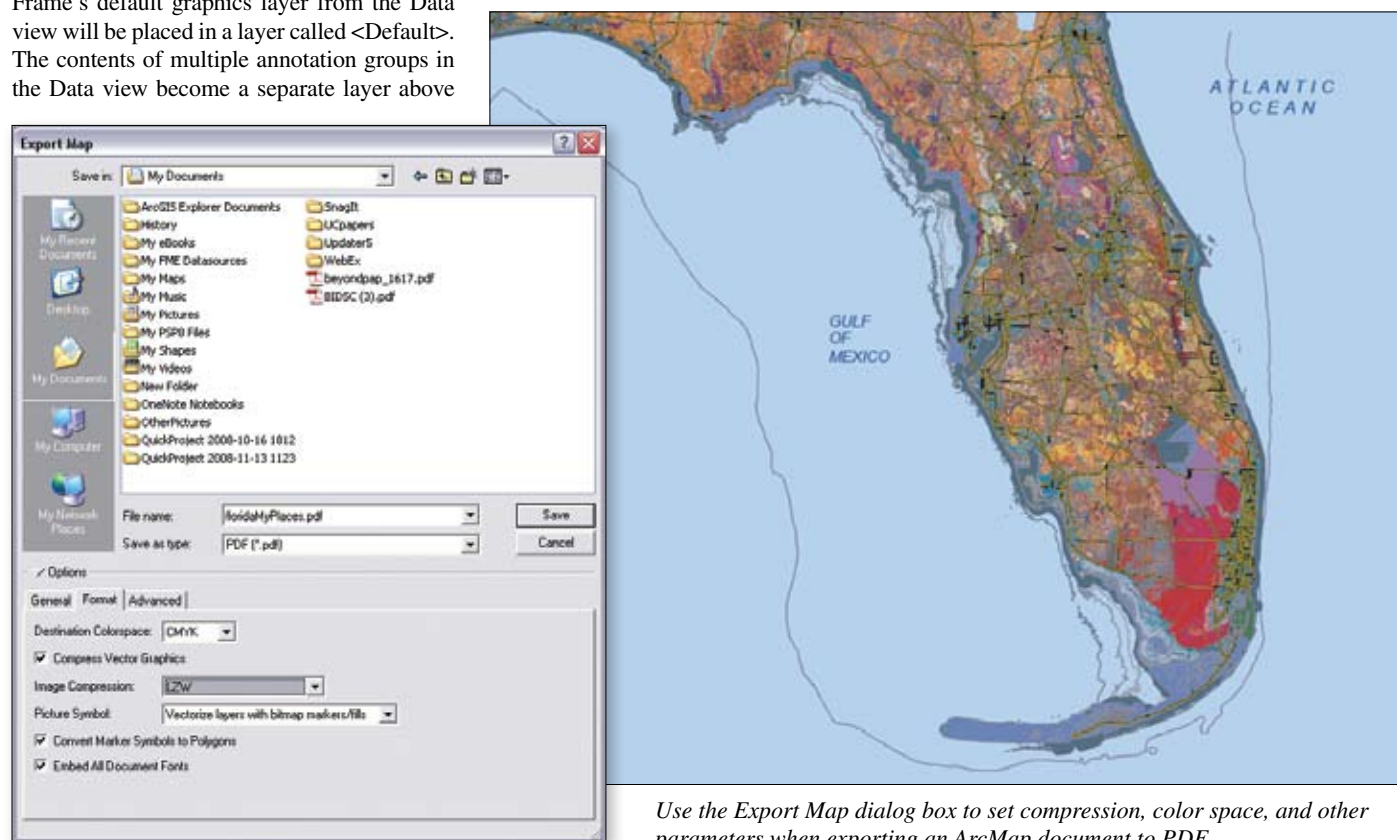 Frame's default graphics layer from the Data
view will be placed in a layer called <Default>.
The contents of multiple annotation groups in
the Data view become a separate layer above
Export Map
Save in: My Documents
My Recent
Documents
Desktop
My Documents
My Computer
My Network
Places
ArcGIS Explorer Documents
History
My eBooks
My FME Datasources
My Maps
My Music
My Pictures
My PSP8 Files
My Shapes
My Videos
New Folder
OneNote Notebooks
OtherPictures
QuickProject 2008-10-16 1012
QuickProject 2008-11-13 1123
SnagIt
UCpapers
Updater5
WebEx
beyondpap_1617.pdf
BIDSC (3).pdf
File name: floridaMyPlaces.pdf Save
Save as type: PDF (*.pdf) Cancel
Options
General Format Advanced
Destination Colorspace: CMYK
Compress Vector Graphics
Image Compression: LZW
Picture Symbol: Vectorize layers with bitmap markers/fills
Convert Marker Symbols to Polygons
Embed All Document Fonts
ATLANTIC
OCEAN
GULF
OF
MEXICO
Use the Export Map dialog box to set compression, color space, and other
parameters when exporting an ArcMap document to PDF.